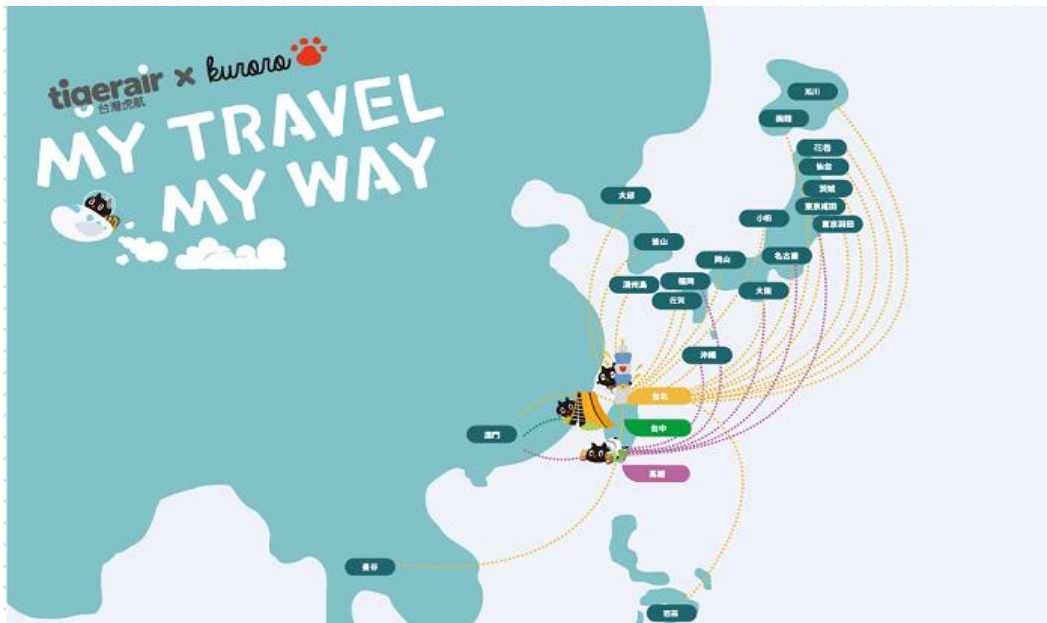 tigerair x kuroro
台灣虎航
MY TRAVEL
MY WAY
旭川
函館
花巻
仙台
茨城
東京成田
東京羽田
小松
名古屋
大阪
岡山
福岡
佐賀
沖繩
大邱
釜山
濟州島
台北
台中
高雄
澳門
曼谷